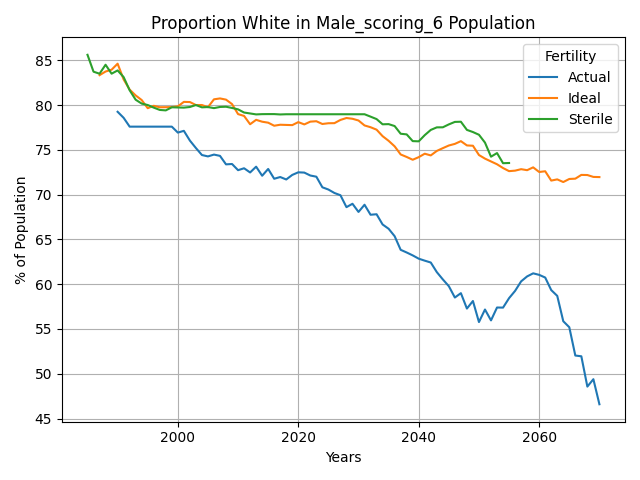 Proportion White in Male_scoring_6 Population
Fertility
Actual
Ideal
Sterile
% of Population
85
80
75
70
65
60
55
50
45
2000
2020
2040
2060
Years